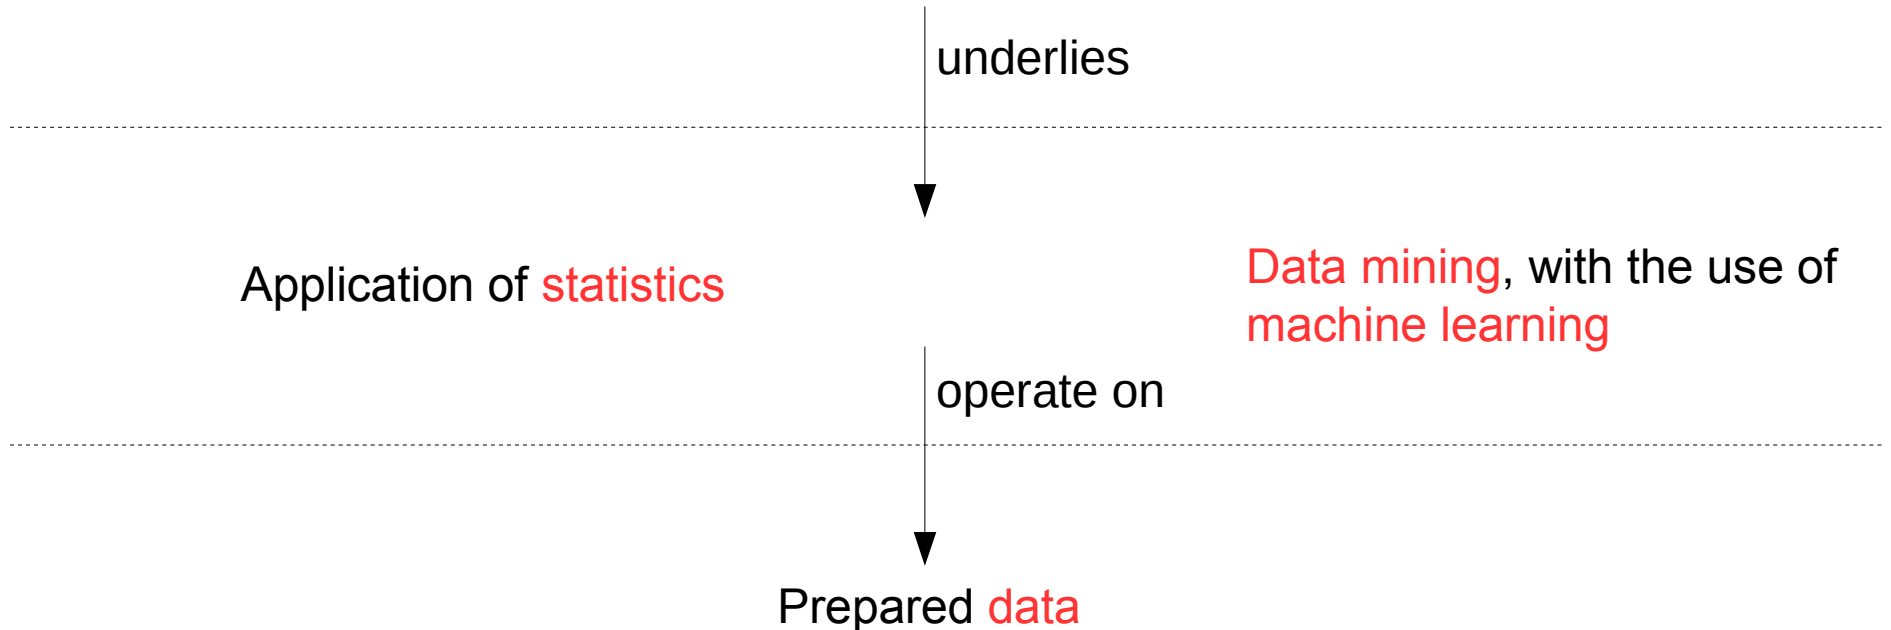 underlies
Application of statistics
Data mining, with the use of
machine learning
operate on
Prepared data